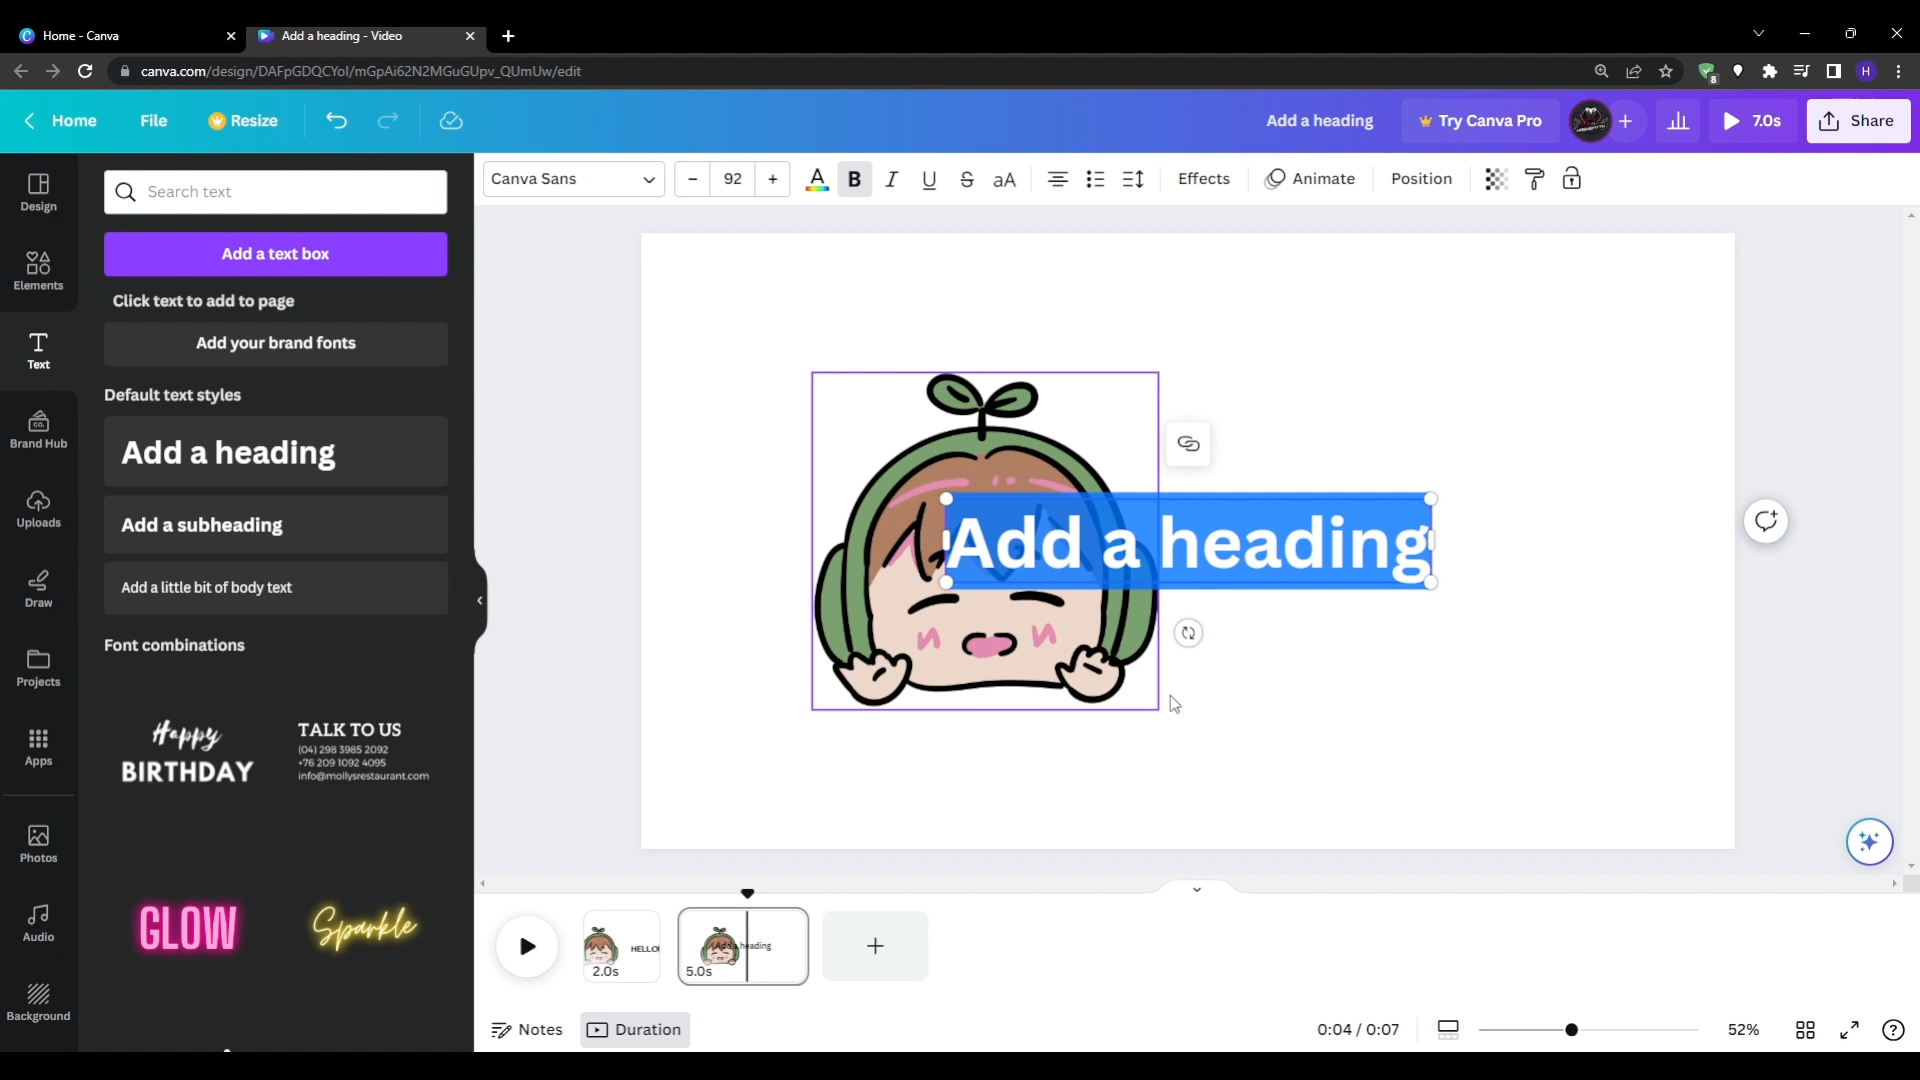 Home - Canva
Add a heading - Video
canva.com/design/DAFpGDQCYoI/mGpAi62N2MGuGUpv_QUmUw/edit
8
H
Home
File
Resize
Add a heading
Try Canva Pro
7.0s
Share
Canva Sans
92
A
B
I
U
S
aA
Effects
Animate
Position
Design
Elements
Text
Brand Hub
Uploads
Draw
Projects
Apps
Photos
Audio
Background
Search text
Add a text box
Click text to add to page
Add your brand fonts
Default text styles
Add a heading
Add a subheading
Add a little bit of body text
Font combinations
Happy
BIRTHDAY
TALK TO US
(04) 298 3985 2092
+76 209 1092 4095
info@mollysrestaurant.com
GLOW
Sparkle
Add a heading
HELLO
2.0s
Add a heading
5.0s
Notes
Duration
0:04 / 0:07
52%